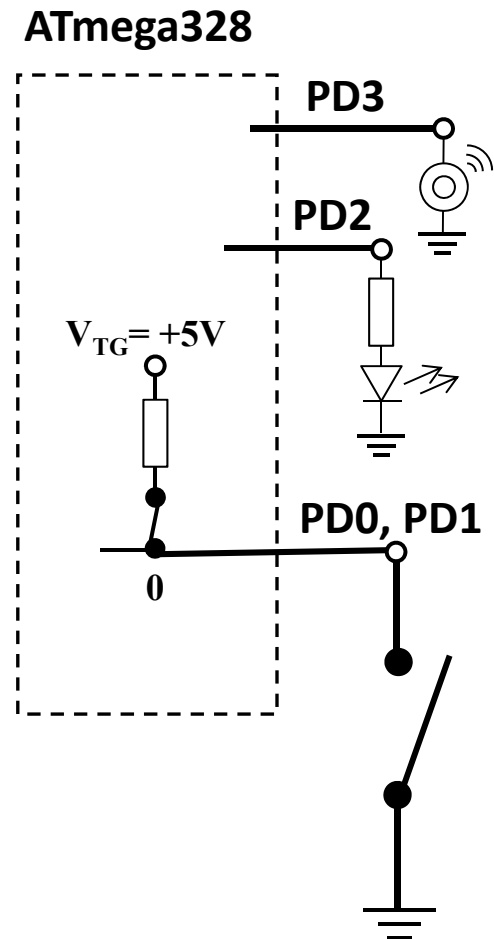 ATmega328
PD3
PD2
VTG= +5V
PD0, PD1
0